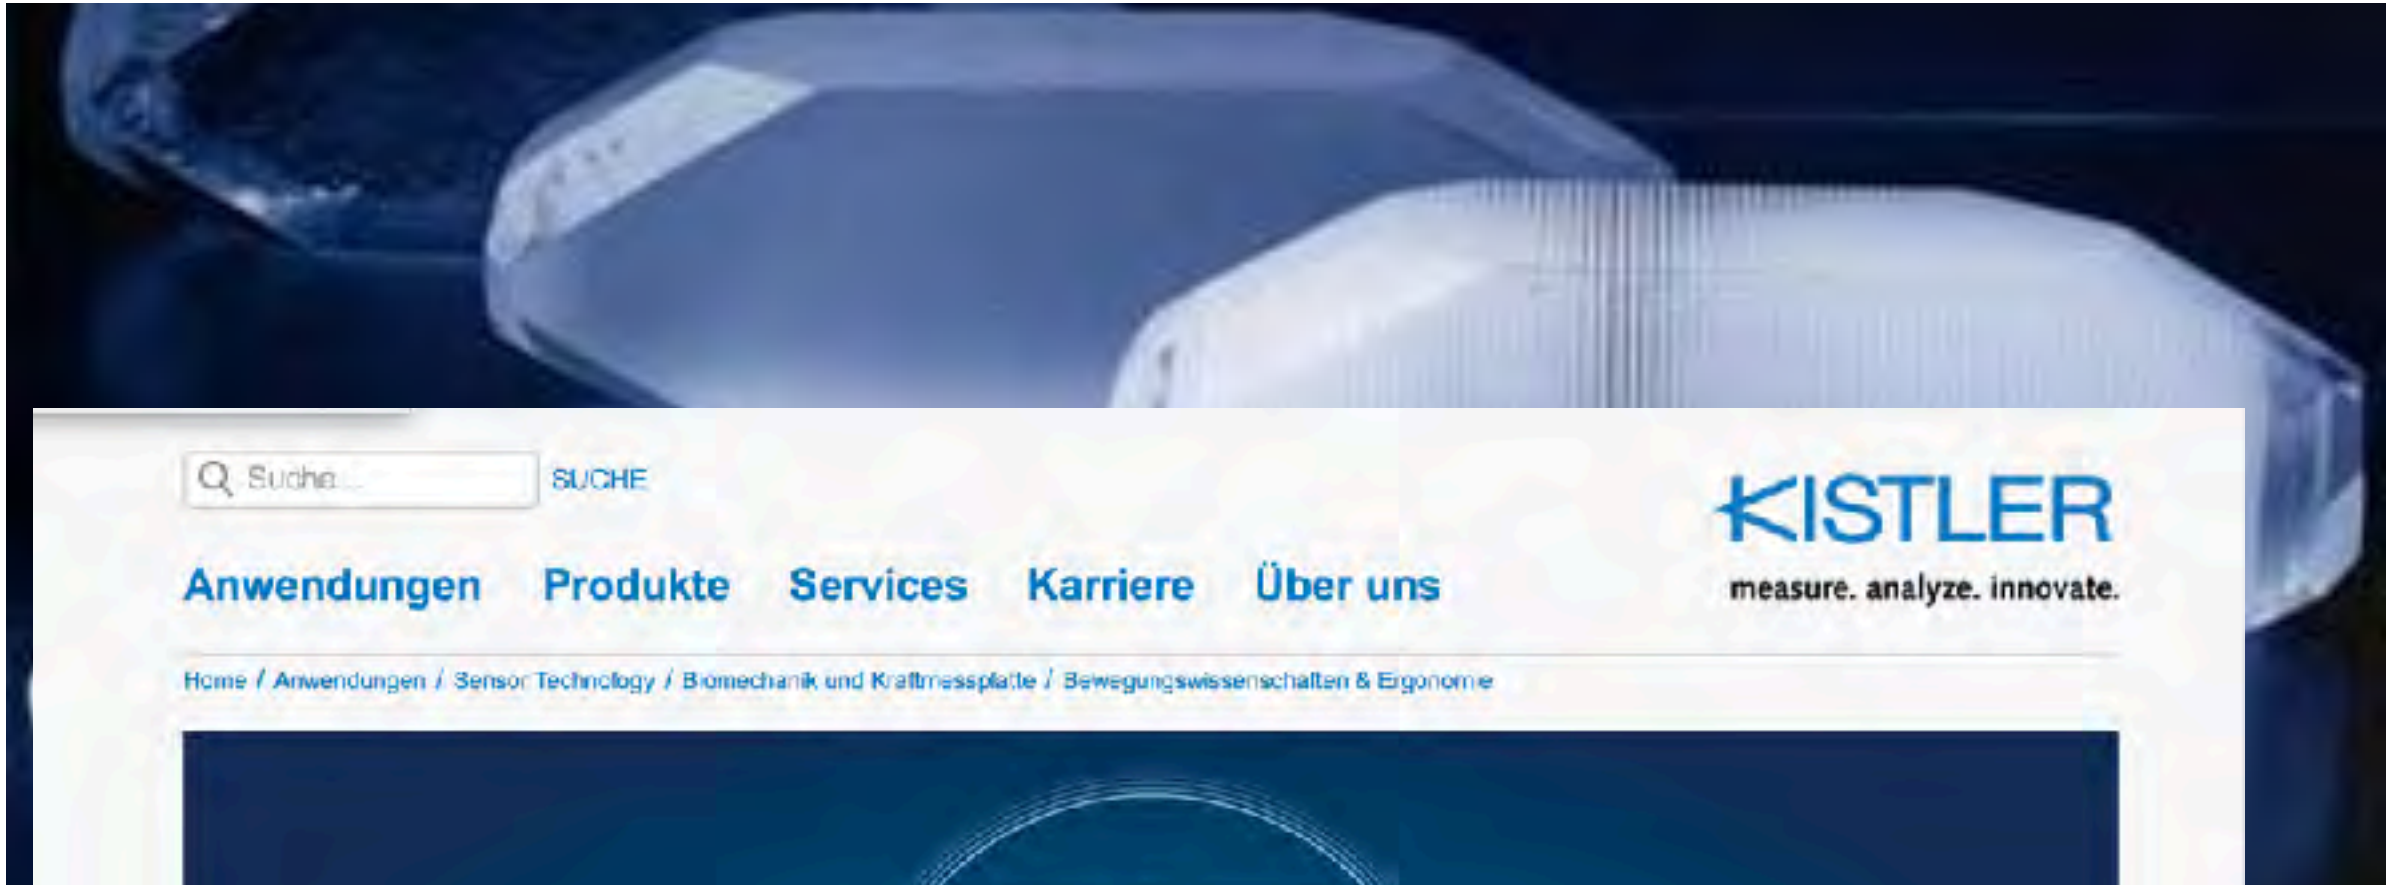 Suche...
SUCHE
KISTLER
measure. analyze. innovate.
Anwendungen Produkte Services Karriere Über uns
Home / Anwendungen / Sensor Technology / Biomechanik und Kraftmessplatte / Bewegungswissenschaften & Ergonomie